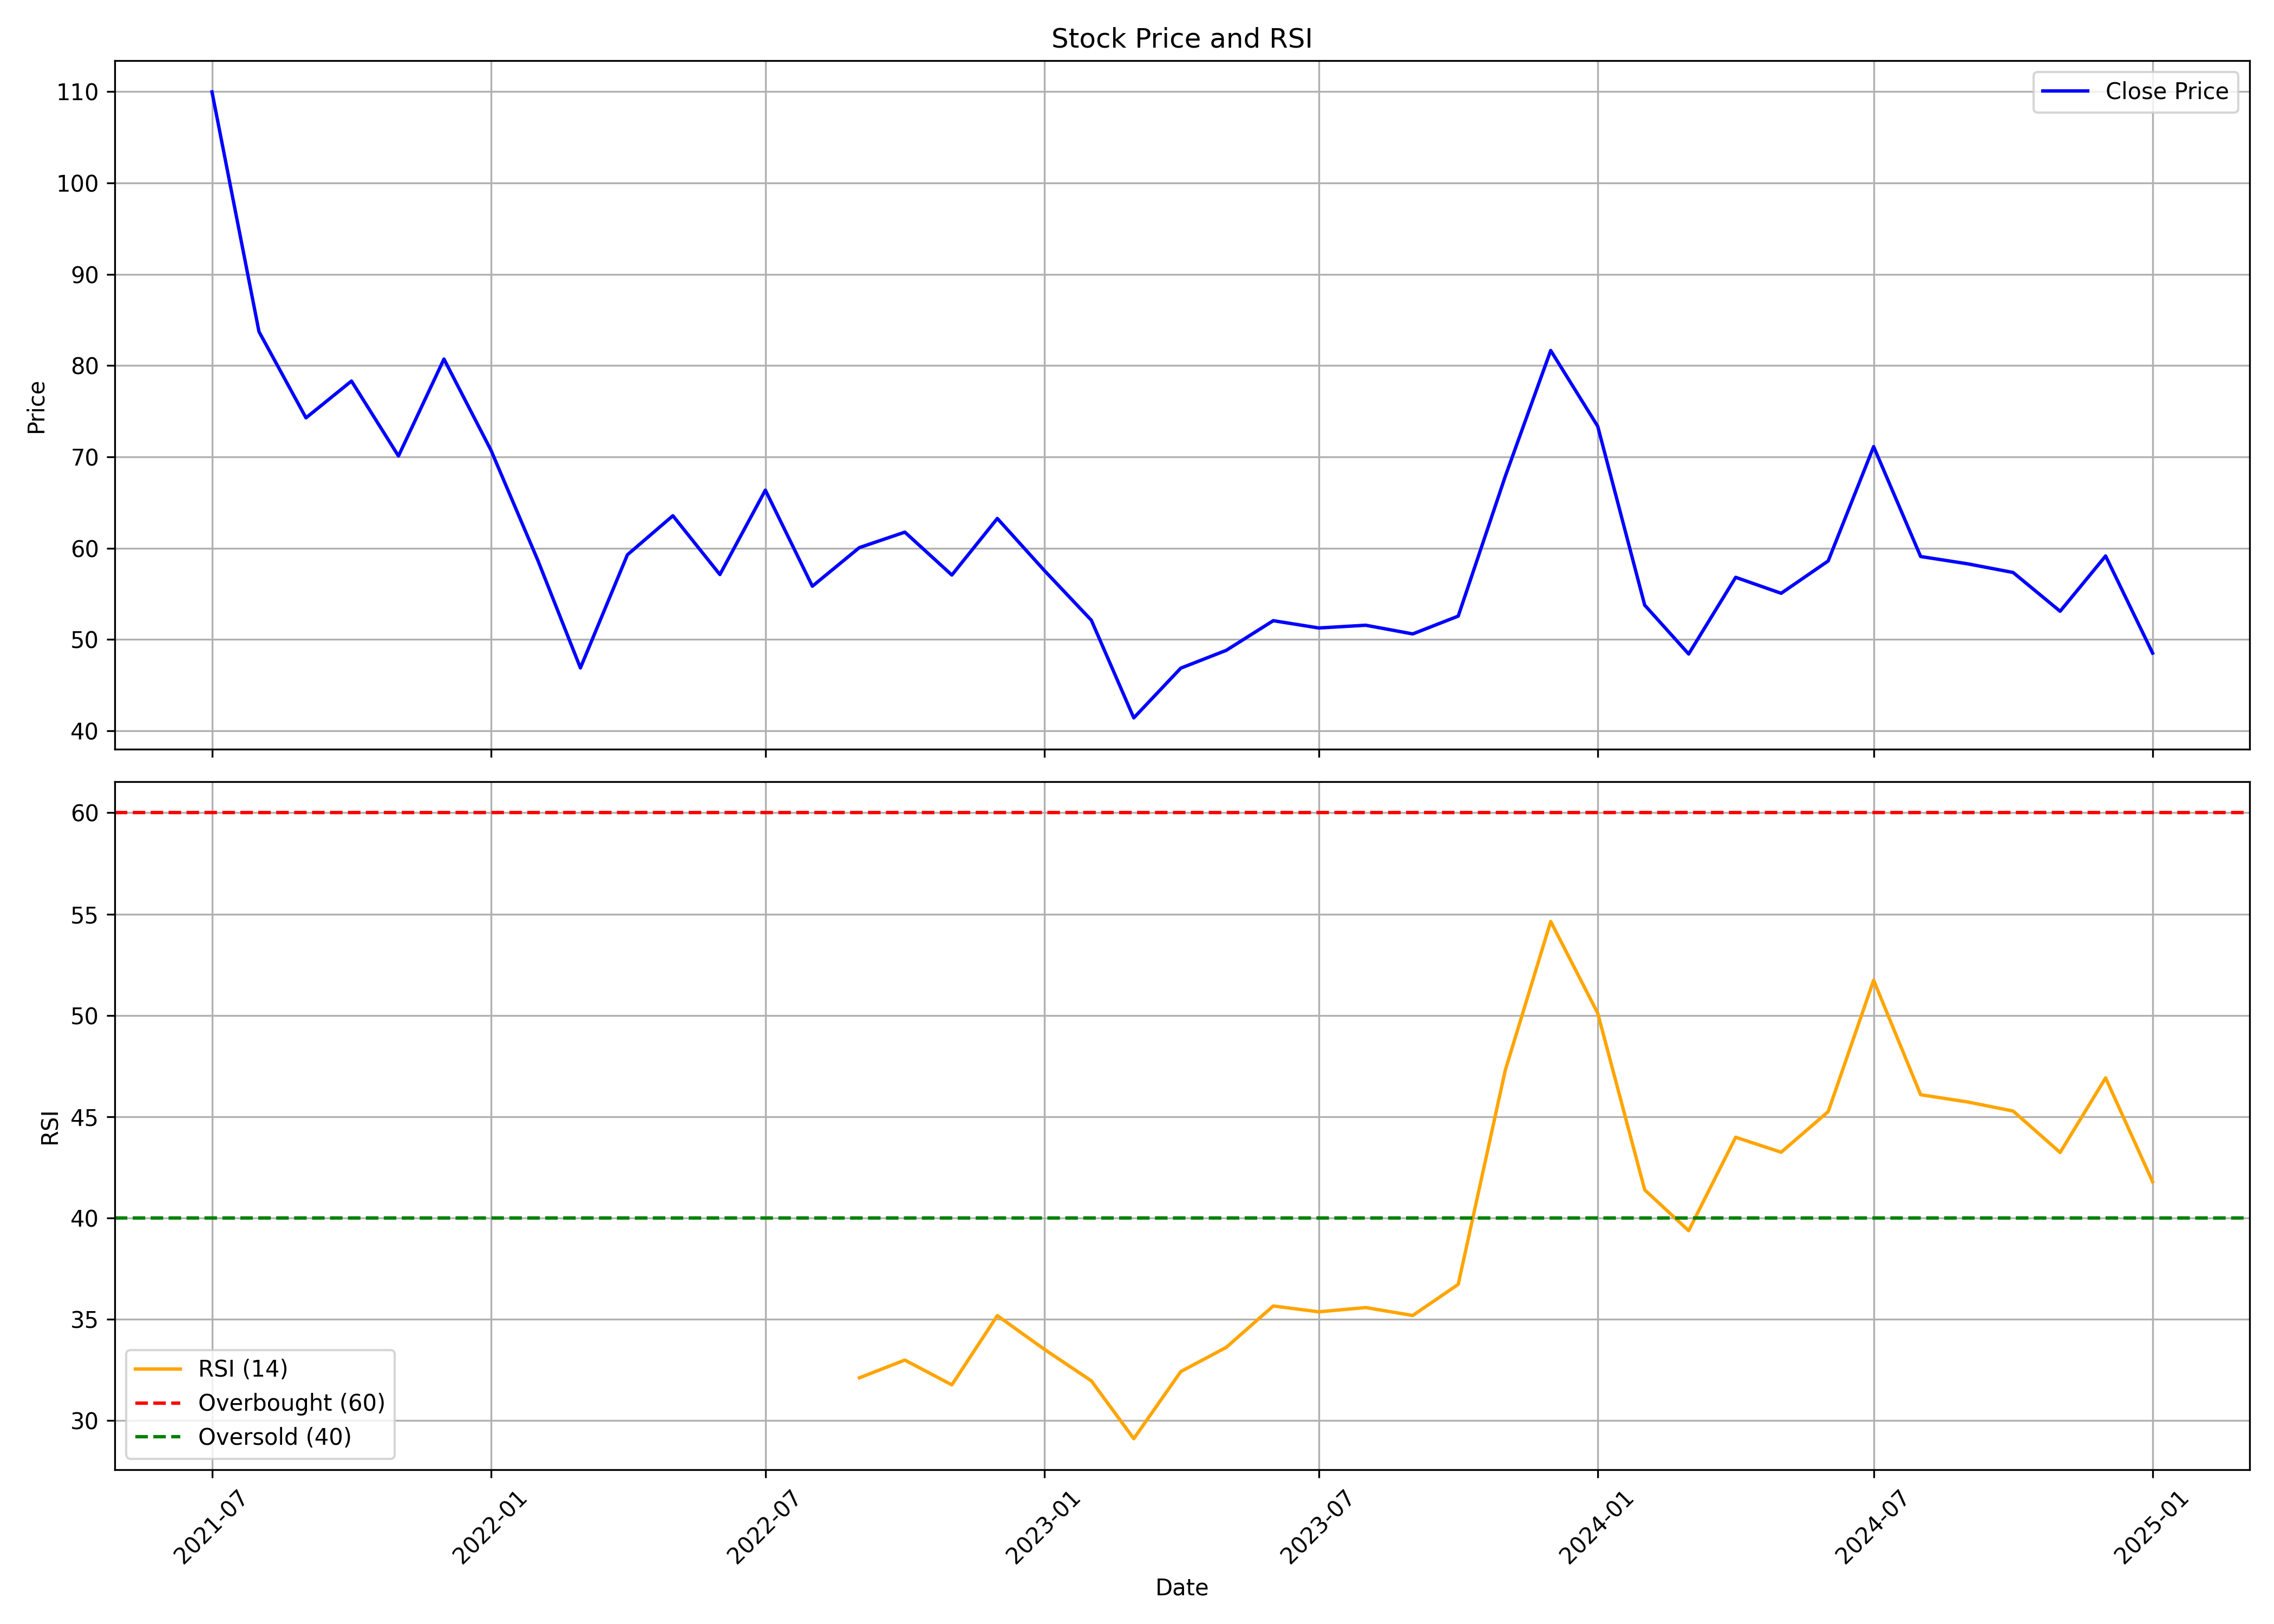 Stock Price and RSI
Close Price
Price
110
100
90
80
70
60
50
40
RSI
60
55
50
45
40
35
30
RSI (14)
Overbought (60)
Oversold (40)
2021-07
2022-01
2022-07
2023-01
2023-07
2024-01
2024-07
2025-01
Date